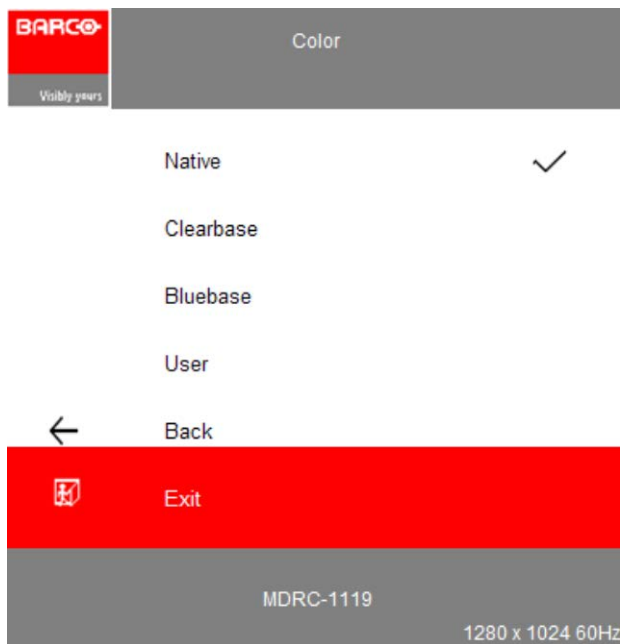 BARCO
Visibly yours
Color
Native
Clearbase
Bluebase
User
Back
Exit
MDRC-1119
1280 x 1024 60Hz